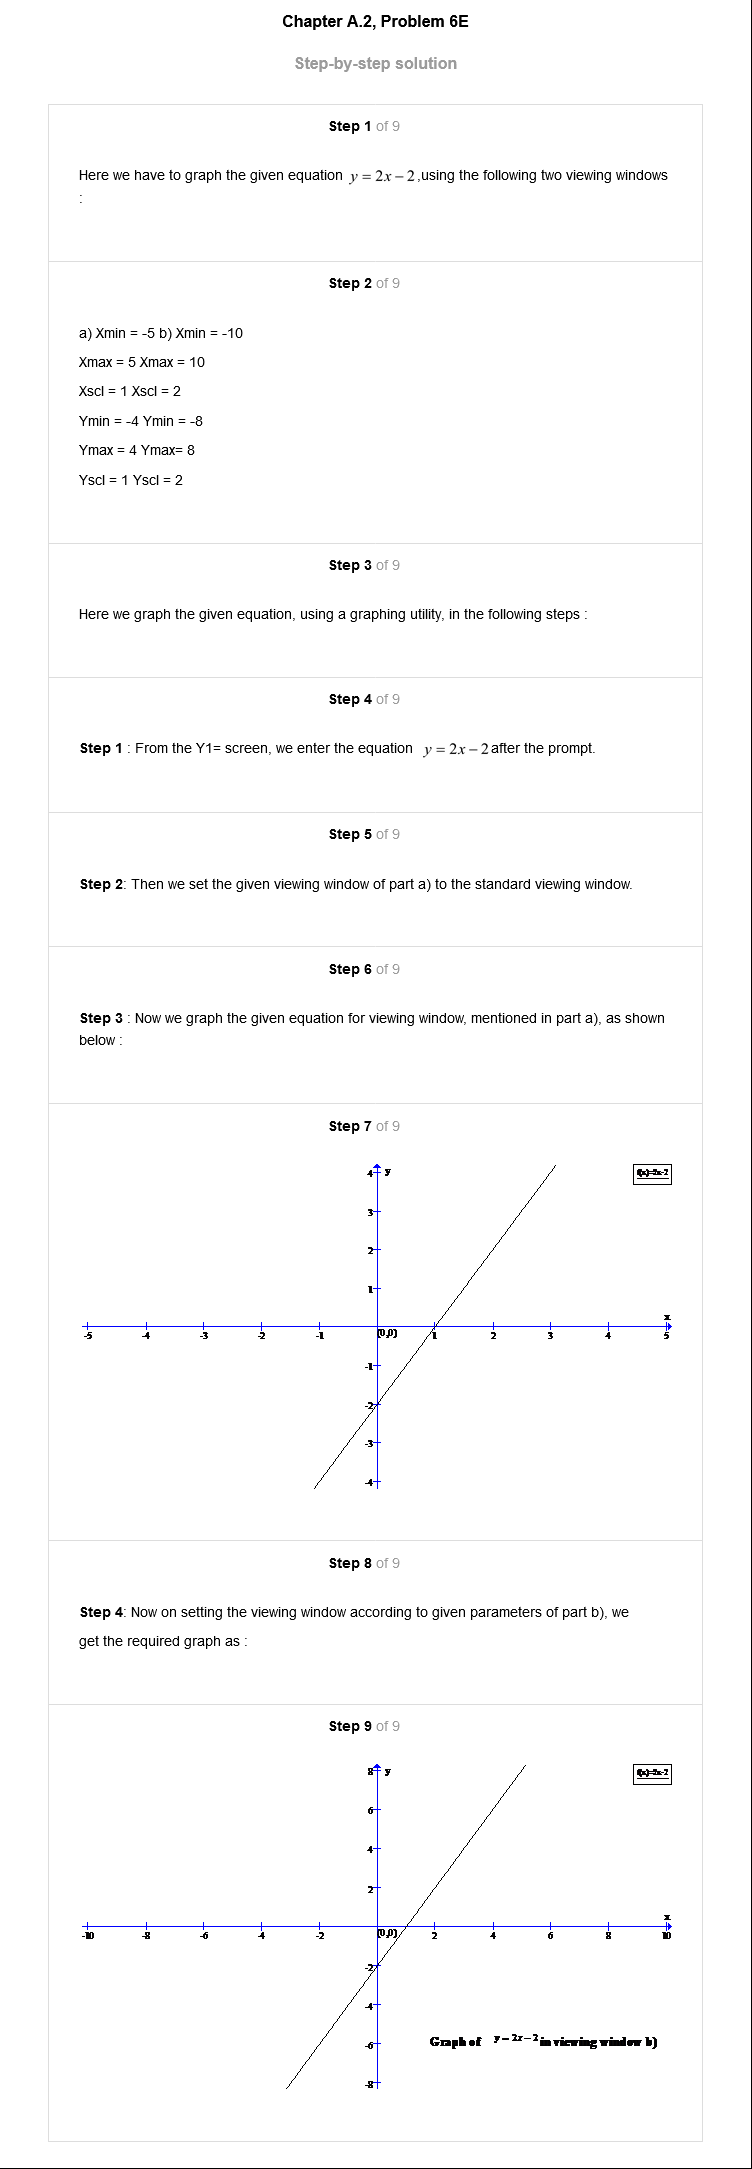 Chapter A.2, Problem 6E
Step-by-step solution
Step 1 of 9
Here we have to graph the given equation y = 2x − 2 ,using the following two viewing windows
:
Step 2 of 9
a) Xmin = -5 b) Xmin = -10
Xmax = 5 Xmax = 10
Xscl = 1 Xscl = 2
Ymin = -4 Ymin = -8
Ymax = 4 Ymax= 8
Yscl = 1 Yscl = 2
Step 3 of 9
Here we graph the given equation, using a graphing utility, in the following steps :
Step 4 of 9
Step 1 : From the Y1= screen, we enter the equation y = 2x − 2 after the prompt.
Step 5 of 9
Step 2: Then we set the given viewing window of part a) to the standard viewing window.
Step 6 of 9
Step 3 : Now we graph the given equation for viewing window, mentioned in part a), as shown
below :
Step 7 of 9
4 y
f(x)=2x-2
3
2
1
x
(0,0)
-5 -4 -3 -2 -1 1 2 3 4 5
-1
-2
-3
-4
Step 8 of 9
Step 4: Now on setting the viewing window according to given parameters of part b), we
get the required graph as :
Step 9 of 9
8 y
f(x)=2x-2
6
4
2
x
(0,0)
-10 -8 -6 -4 -2 2 4 6 8 10
-2
-4
-6
Graph of y = 2x − 2 in viewing window b)
-8